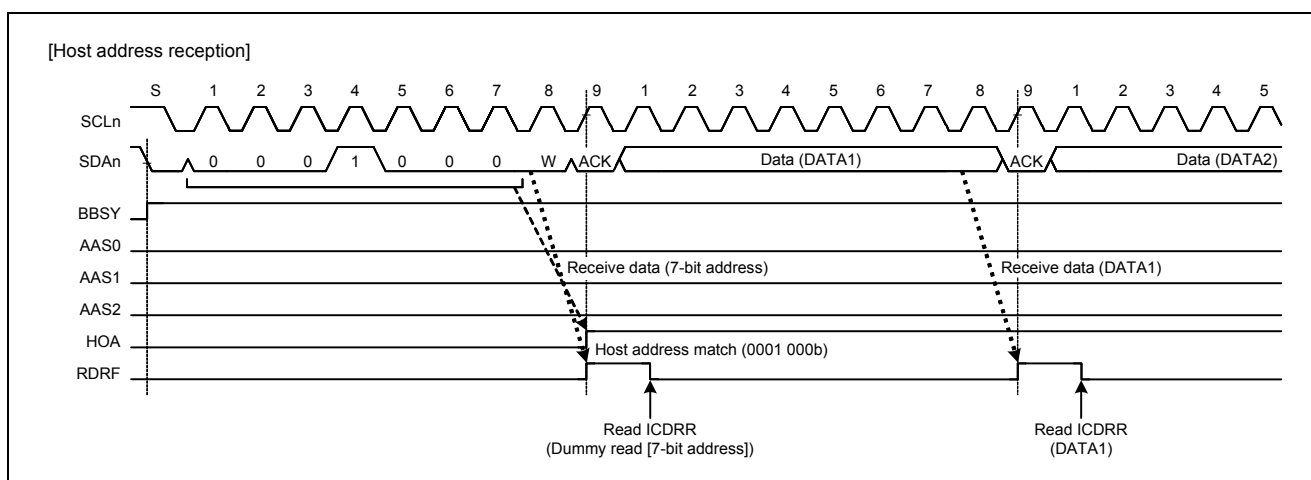 [Host address reception]
S 1 2 3 4 5 6 7 8 9 1 2 3 4 5 6 7 8 9 1 2 3 4 5
SCLn
SDAn 0 0 0 1 0 0 0 W ACK Data (DATA1) ACK Data (DATA2)
BBSY
AAS0
AAS1 Receive data (7-bit address) Receive data (DATA1)
AAS2
HOA
Host address match (0001 000b)
RDRF
Read ICDRR Read ICDRR
(Dummy read [7-bit address]) (DATA1)